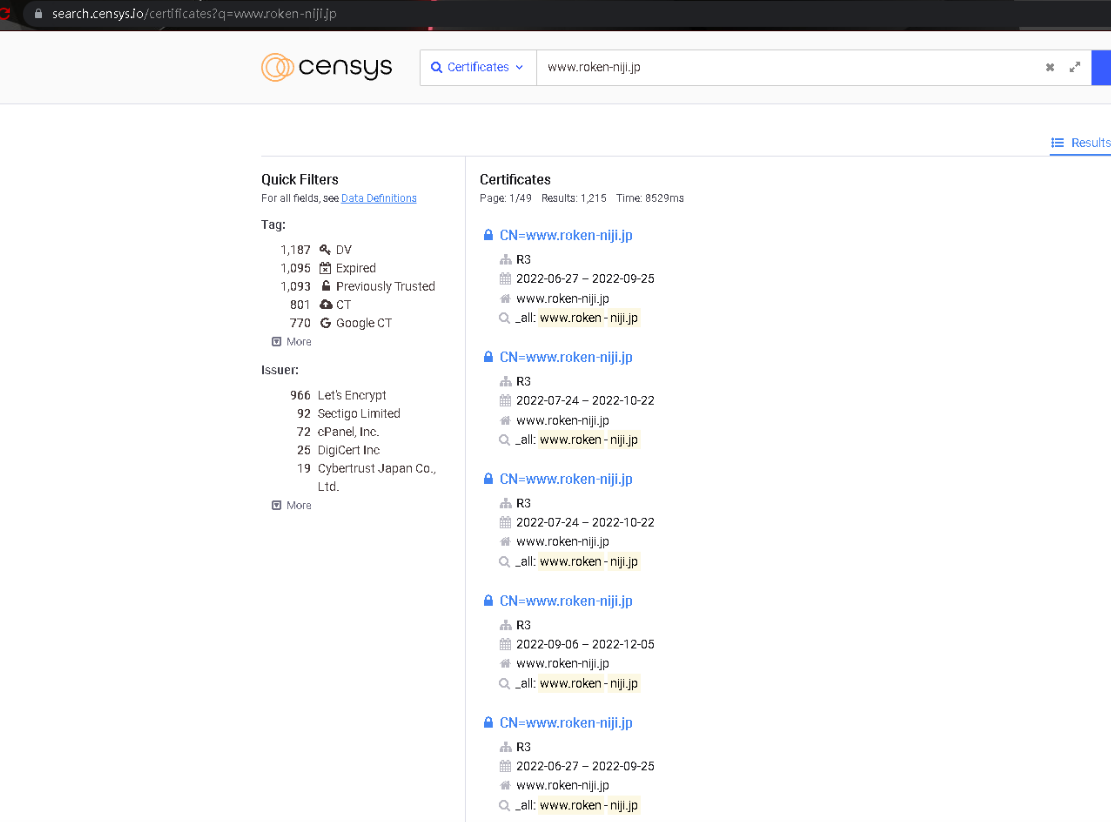 search.censys.io/certificates?q=www.roken-niji.jp
censys
Certificates
www.roken-niji.jp
Results
Quick Filters
For all fields, see Data Definitions
Tag:
1,187 DV
1,095 Expired
1,093 Previously Trusted
801 CT
770 Google CT
More
Issuer:
966 Let's Encrypt
92 Sectigo Limited
72 cPanel, Inc.
25 DigiCert Inc
19 Cybertrust Japan Co.,
Ltd.
More
Certificates
Page: 1/49 Results: 1,215 Time: 8529ms
CN=www.roken-niji.jp
R3
2022-06-27 – 2022-09-25
www.roken-niji.jp
_all: www.roken - niji.jp
CN=www.roken-niji.jp
R3
2022-07-24 – 2022-10-22
www.roken-niji.jp
_all: www.roken - niji.jp
CN=www.roken-niji.jp
R3
2022-07-24 – 2022-10-22
www.roken-niji.jp
_all: www.roken - niji.jp
CN=www.roken-niji.jp
R3
2022-09-06 – 2022-12-05
www.roken-niji.jp
_all: www.roken - niji.jp
CN=www.roken-niji.jp
R3
2022-06-27 – 2022-09-25
www.roken-niji.jp
_all: www.roken - niji.jp